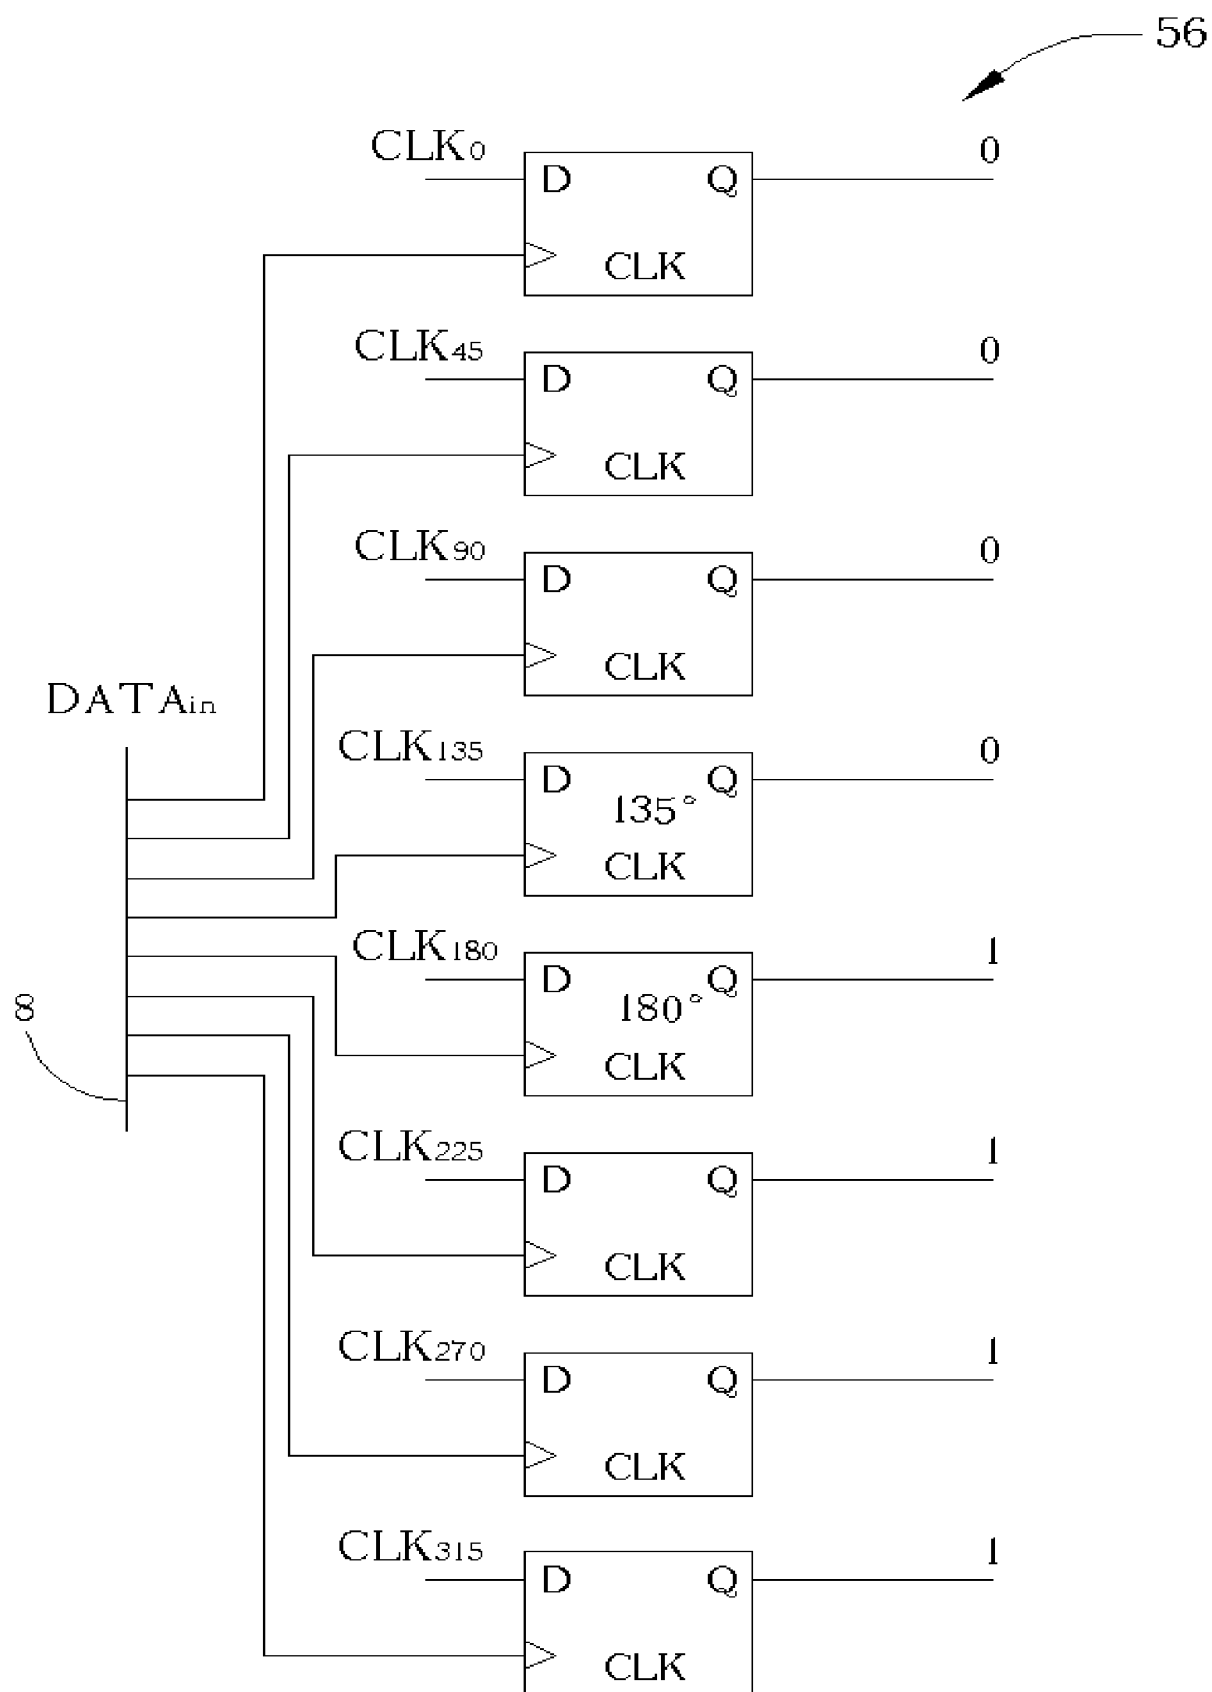 56
CLK0
0
D Q
CLK
CLK45
0
D Q
CLK
CLK90
0
D Q
CLK
DATAin
CLK135
0
D Q
135°
CLK
CLK180
1
D Q
180°
8
CLK
CLK225
1
D Q
CLK
CLK270
1
D Q
CLK
CLK315
1
D Q
CLK